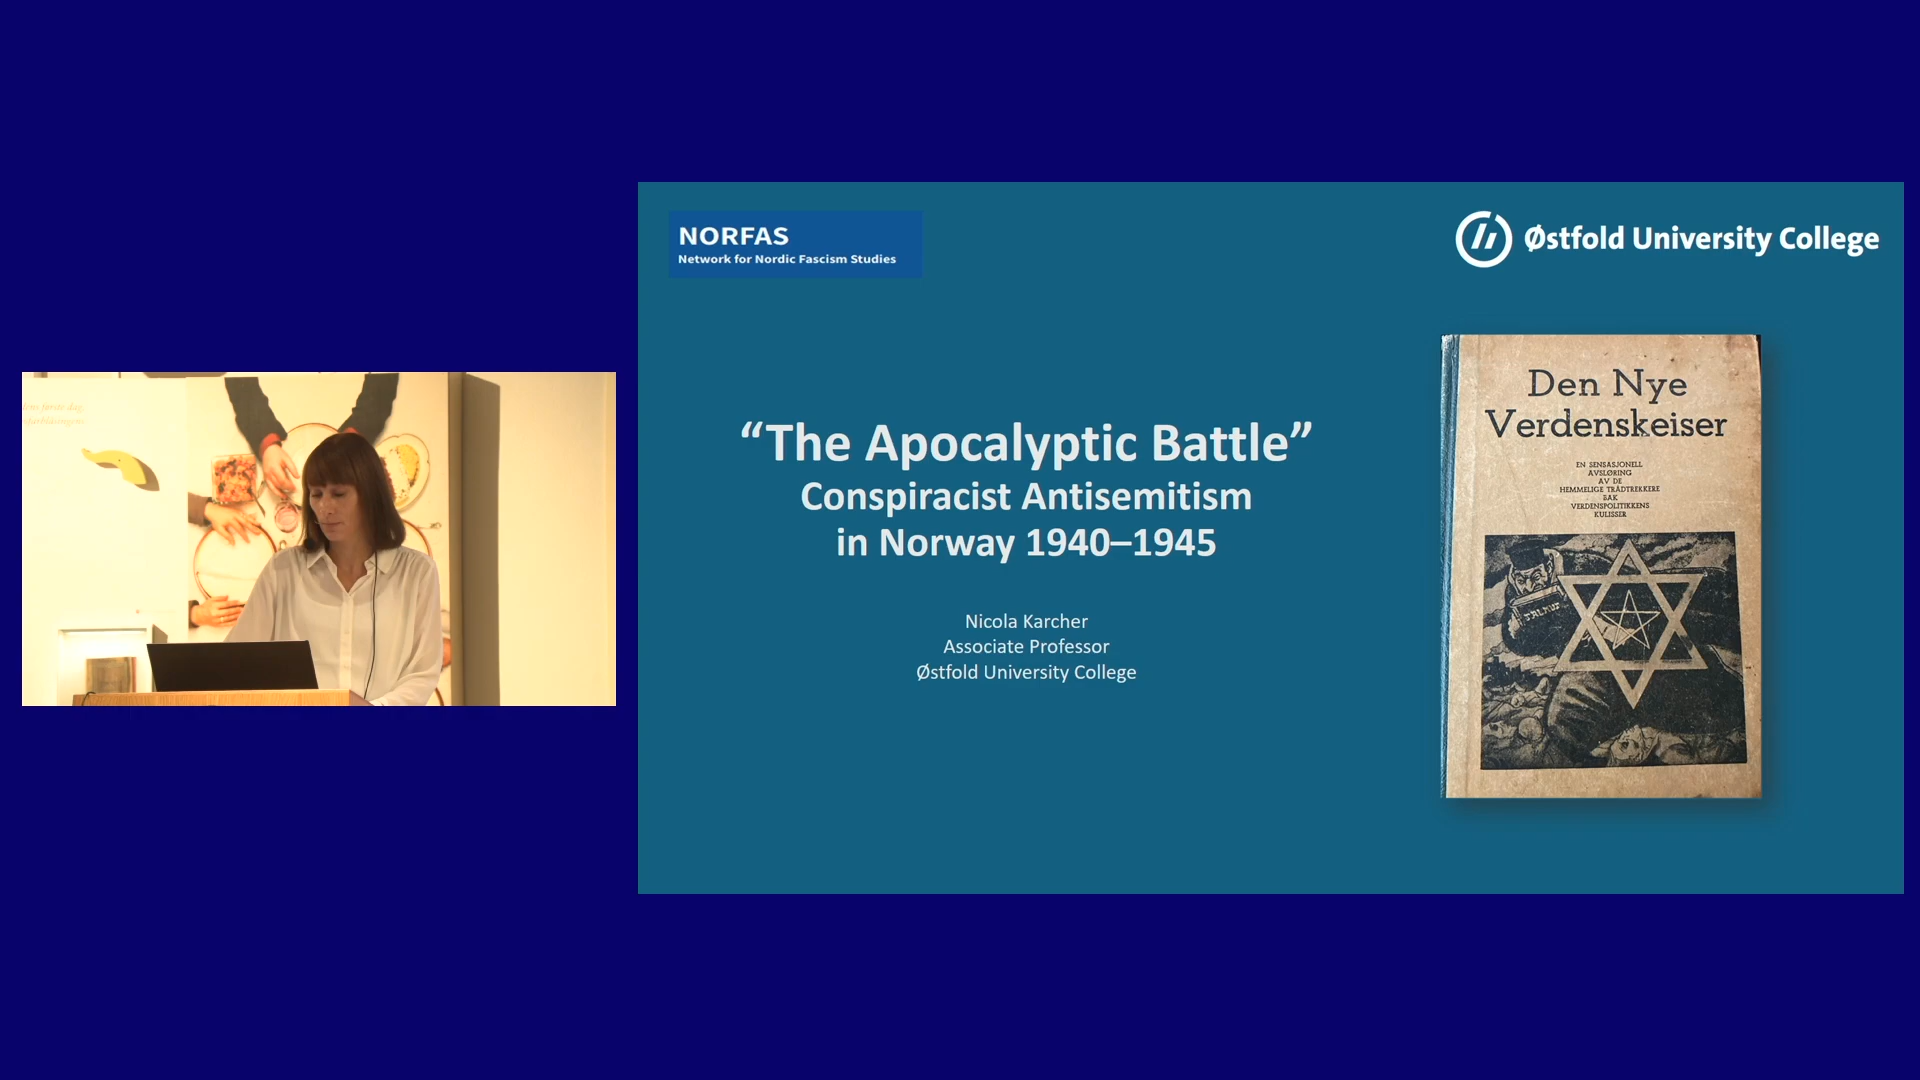 NORFAS
Network for Nordic Fascism Studies
Østfold University College
“The Apocalyptic Battle”
Conspiracist Antisemitism
in Norway 1940–1945
Nicola Karcher
Associate Professor
Østfold University College
Den Nye
Verdenskeiser
EN SENSASJONELL
AVSLØRING
AV DE
HEMMELIGE TRÅDTREKKERE
BAK
VERDENSPOLITIKKENS
KULISSER
TALMUD